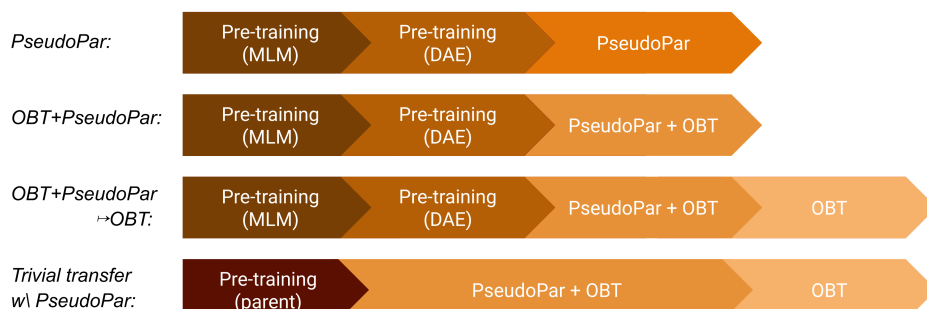 PseudoPar:
Pre-training
(MLM)
Pre-training
(DAE)
PseudoPar
OBT+PseudoPar:
Pre-training
(MLM)
Pre-training
(DAE)
PseudoPar + OBT
OBT+PseudoPar
↦OBT:
Pre-training
(MLM)
Pre-training
(DAE)
PseudoPar + OBT
OBT
Trivial transfer
w\ PseudoPar:
Pre-training
(parent)
PseudoPar + OBT
OBT